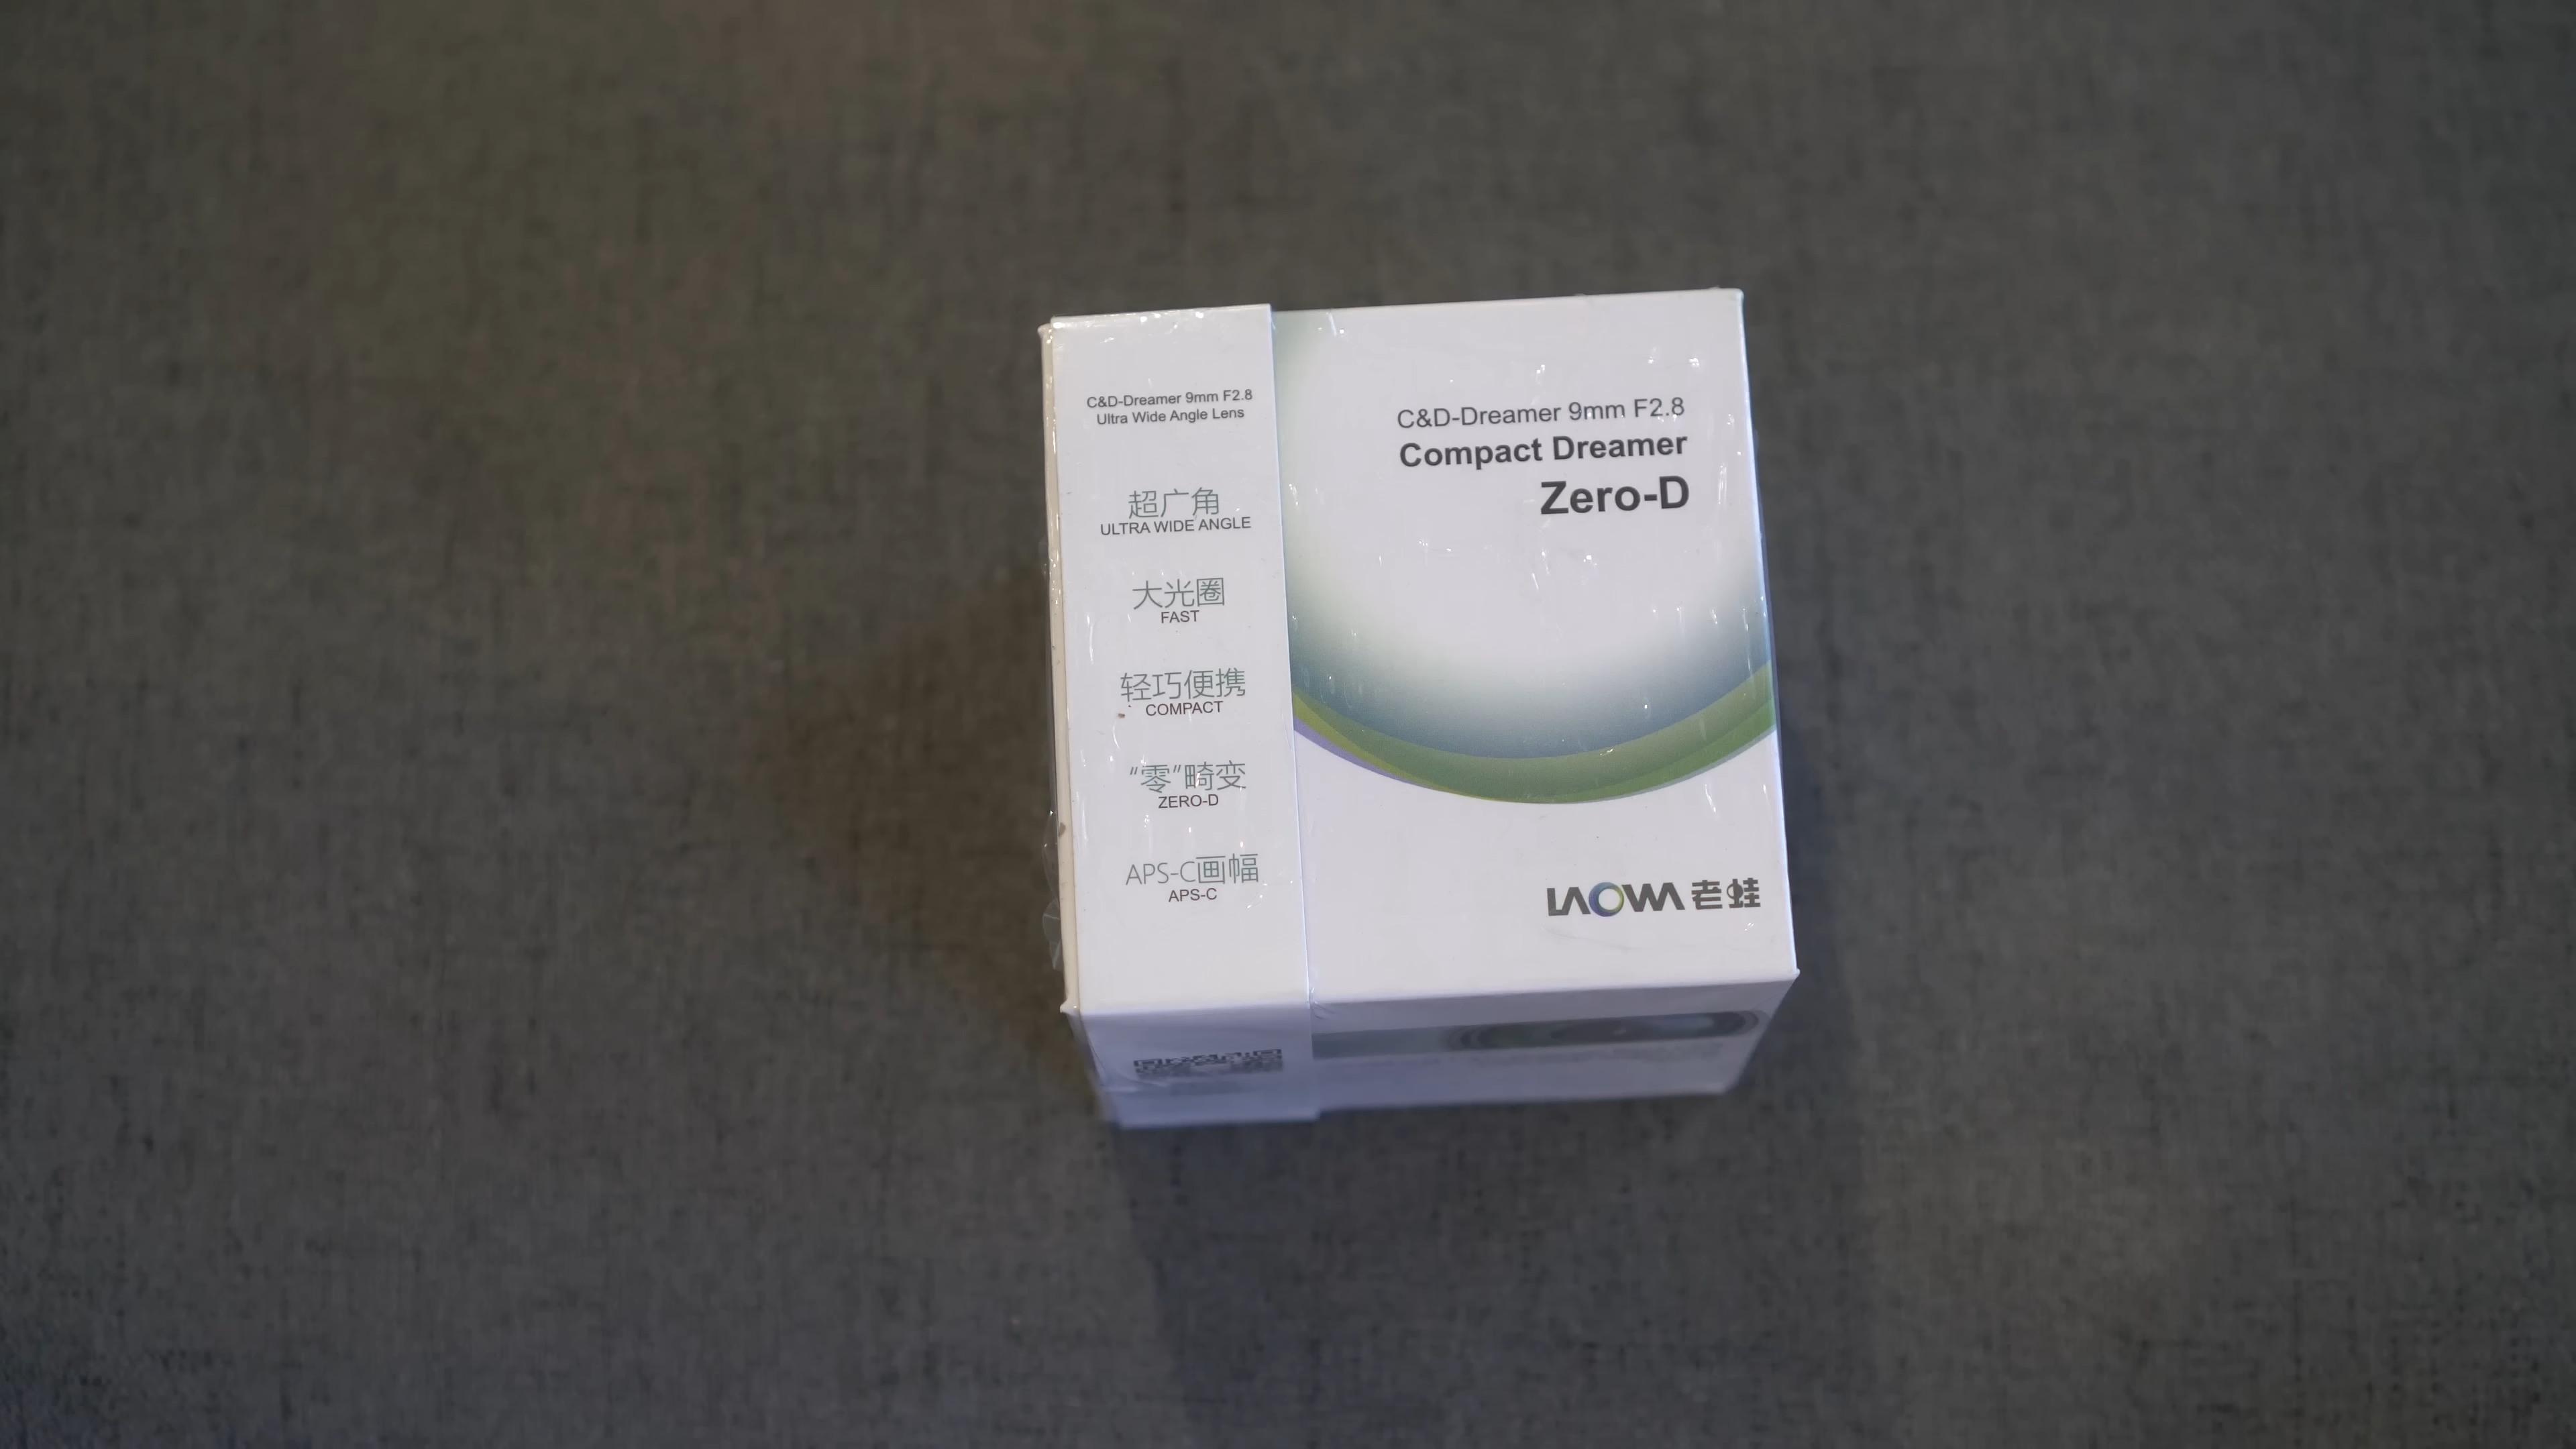 C&D-Dreamer 9mm F2.8
Ultra Wide Angle Lens
超广角
ULTRA WIDE ANGLE
大光圈
FAST
轻巧便携
COMPACT
“零”畸变
ZERO-D
APS-C画幅
APS-C
C&D-Dreamer 9mm F2.8
Compact Dreamer
Zero-D
LAOWA 老蛙